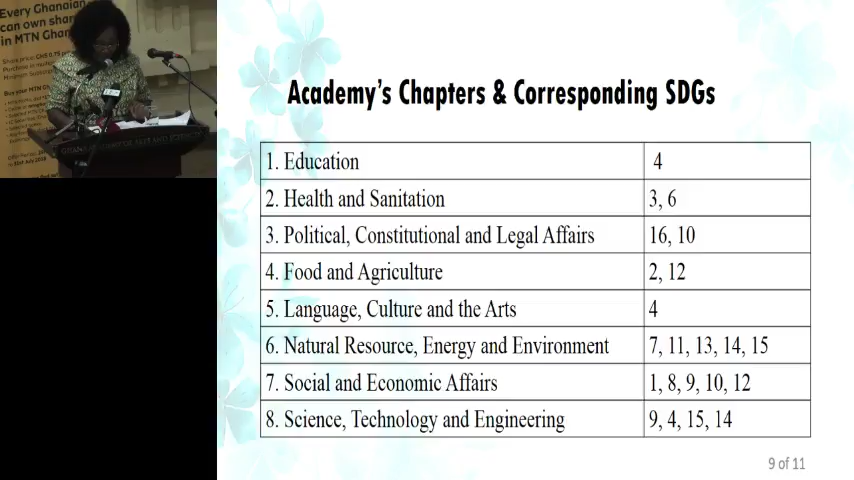 Every Ghanaian
can own shar
in MTN Ghan
Academy's Chapters & Corresponding SDGs
1. Education 4
2. Health and Sanitation 3, 6
3. Political, Constitutional and Legal Affairs 16, 10
4. Food and Agriculture 2, 12
5. Language, Culture and the Arts 4
6. Natural Resource, Energy and Environment 7, 11, 13, 14, 15
7. Social and Economic Affairs 1, 8, 9, 10, 12
8. Science, Technology and Engineering 9, 4, 15, 14
9 of 11